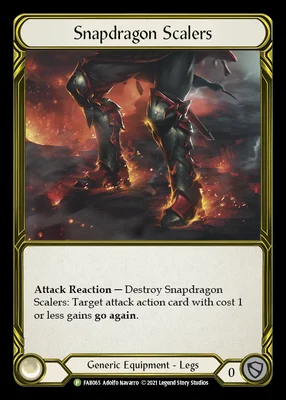 Snapdragon Scalers
Attack Reaction — Destroy Snapdragon
Scalers: Target attack action card with cost 1
or less gains go again.
Generic Equipment - Legs
0
P FAB065 Adolfo Navarro © 2021 Legend Story Studios